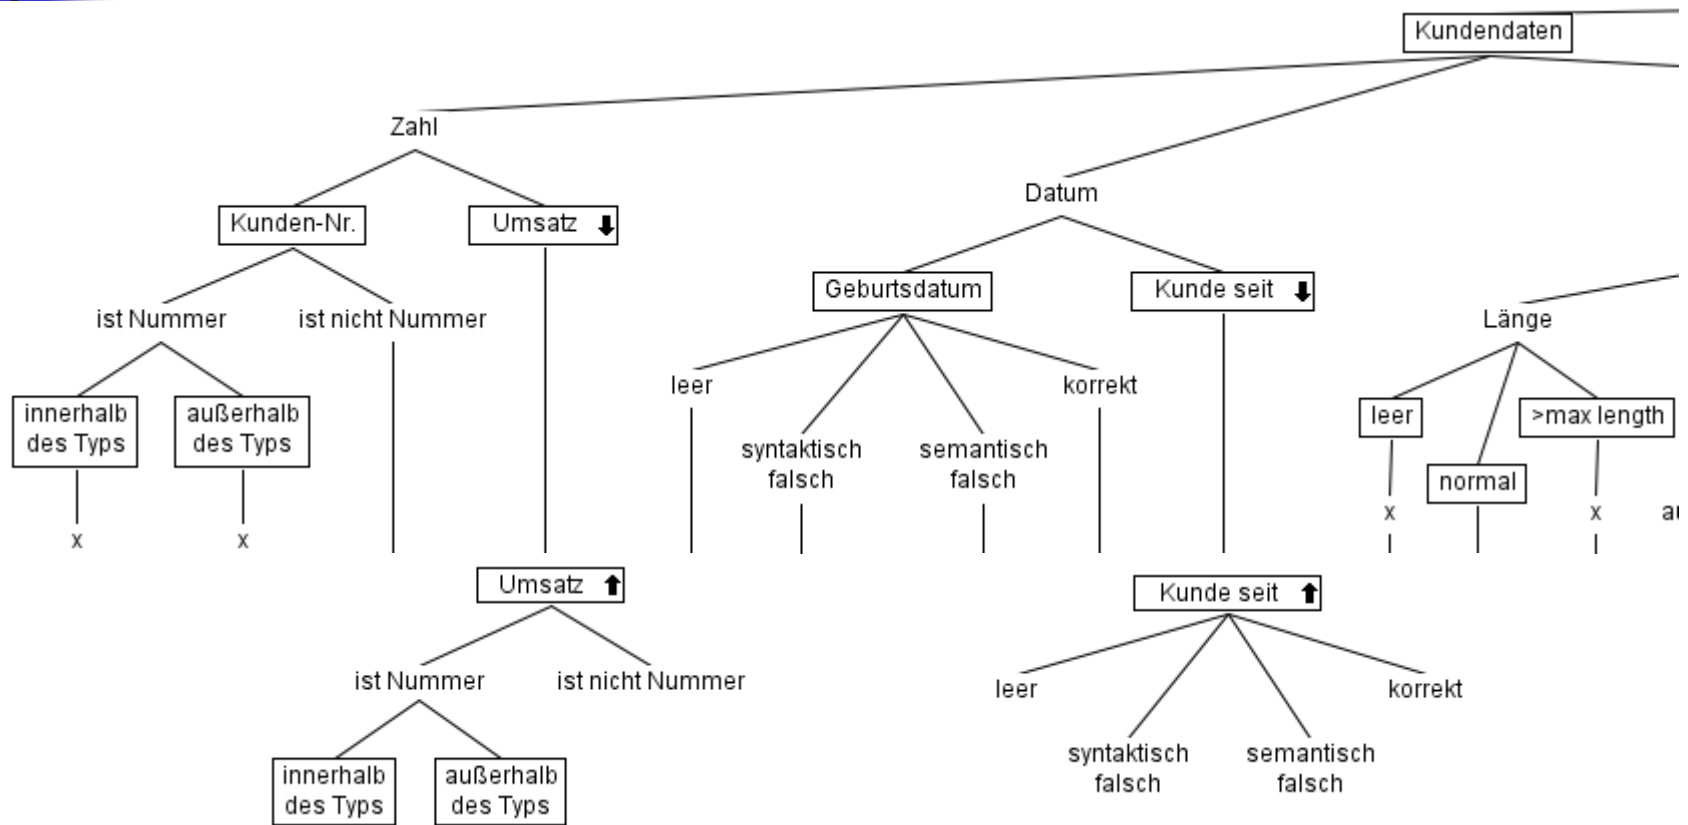 Kundendaten
Zahl
Datum
Kunden-Nr.
Umsatz
Geburtsdatum
Kunde seit
ist Nummer
ist nicht Nummer
Länge
leer
korrekt
innerhalb
des Typs
außerhalb
des Typs
leer
>max length
syntaktisch
falsch
semantisch
falsch
normal
x
x
x
x
Umsatz
Kunde seit
ist Nummer
ist nicht Nummer
leer
korrekt
syntaktisch
falsch
semantisch
falsch
innerhalb
des Typs
außerhalb
des Typs